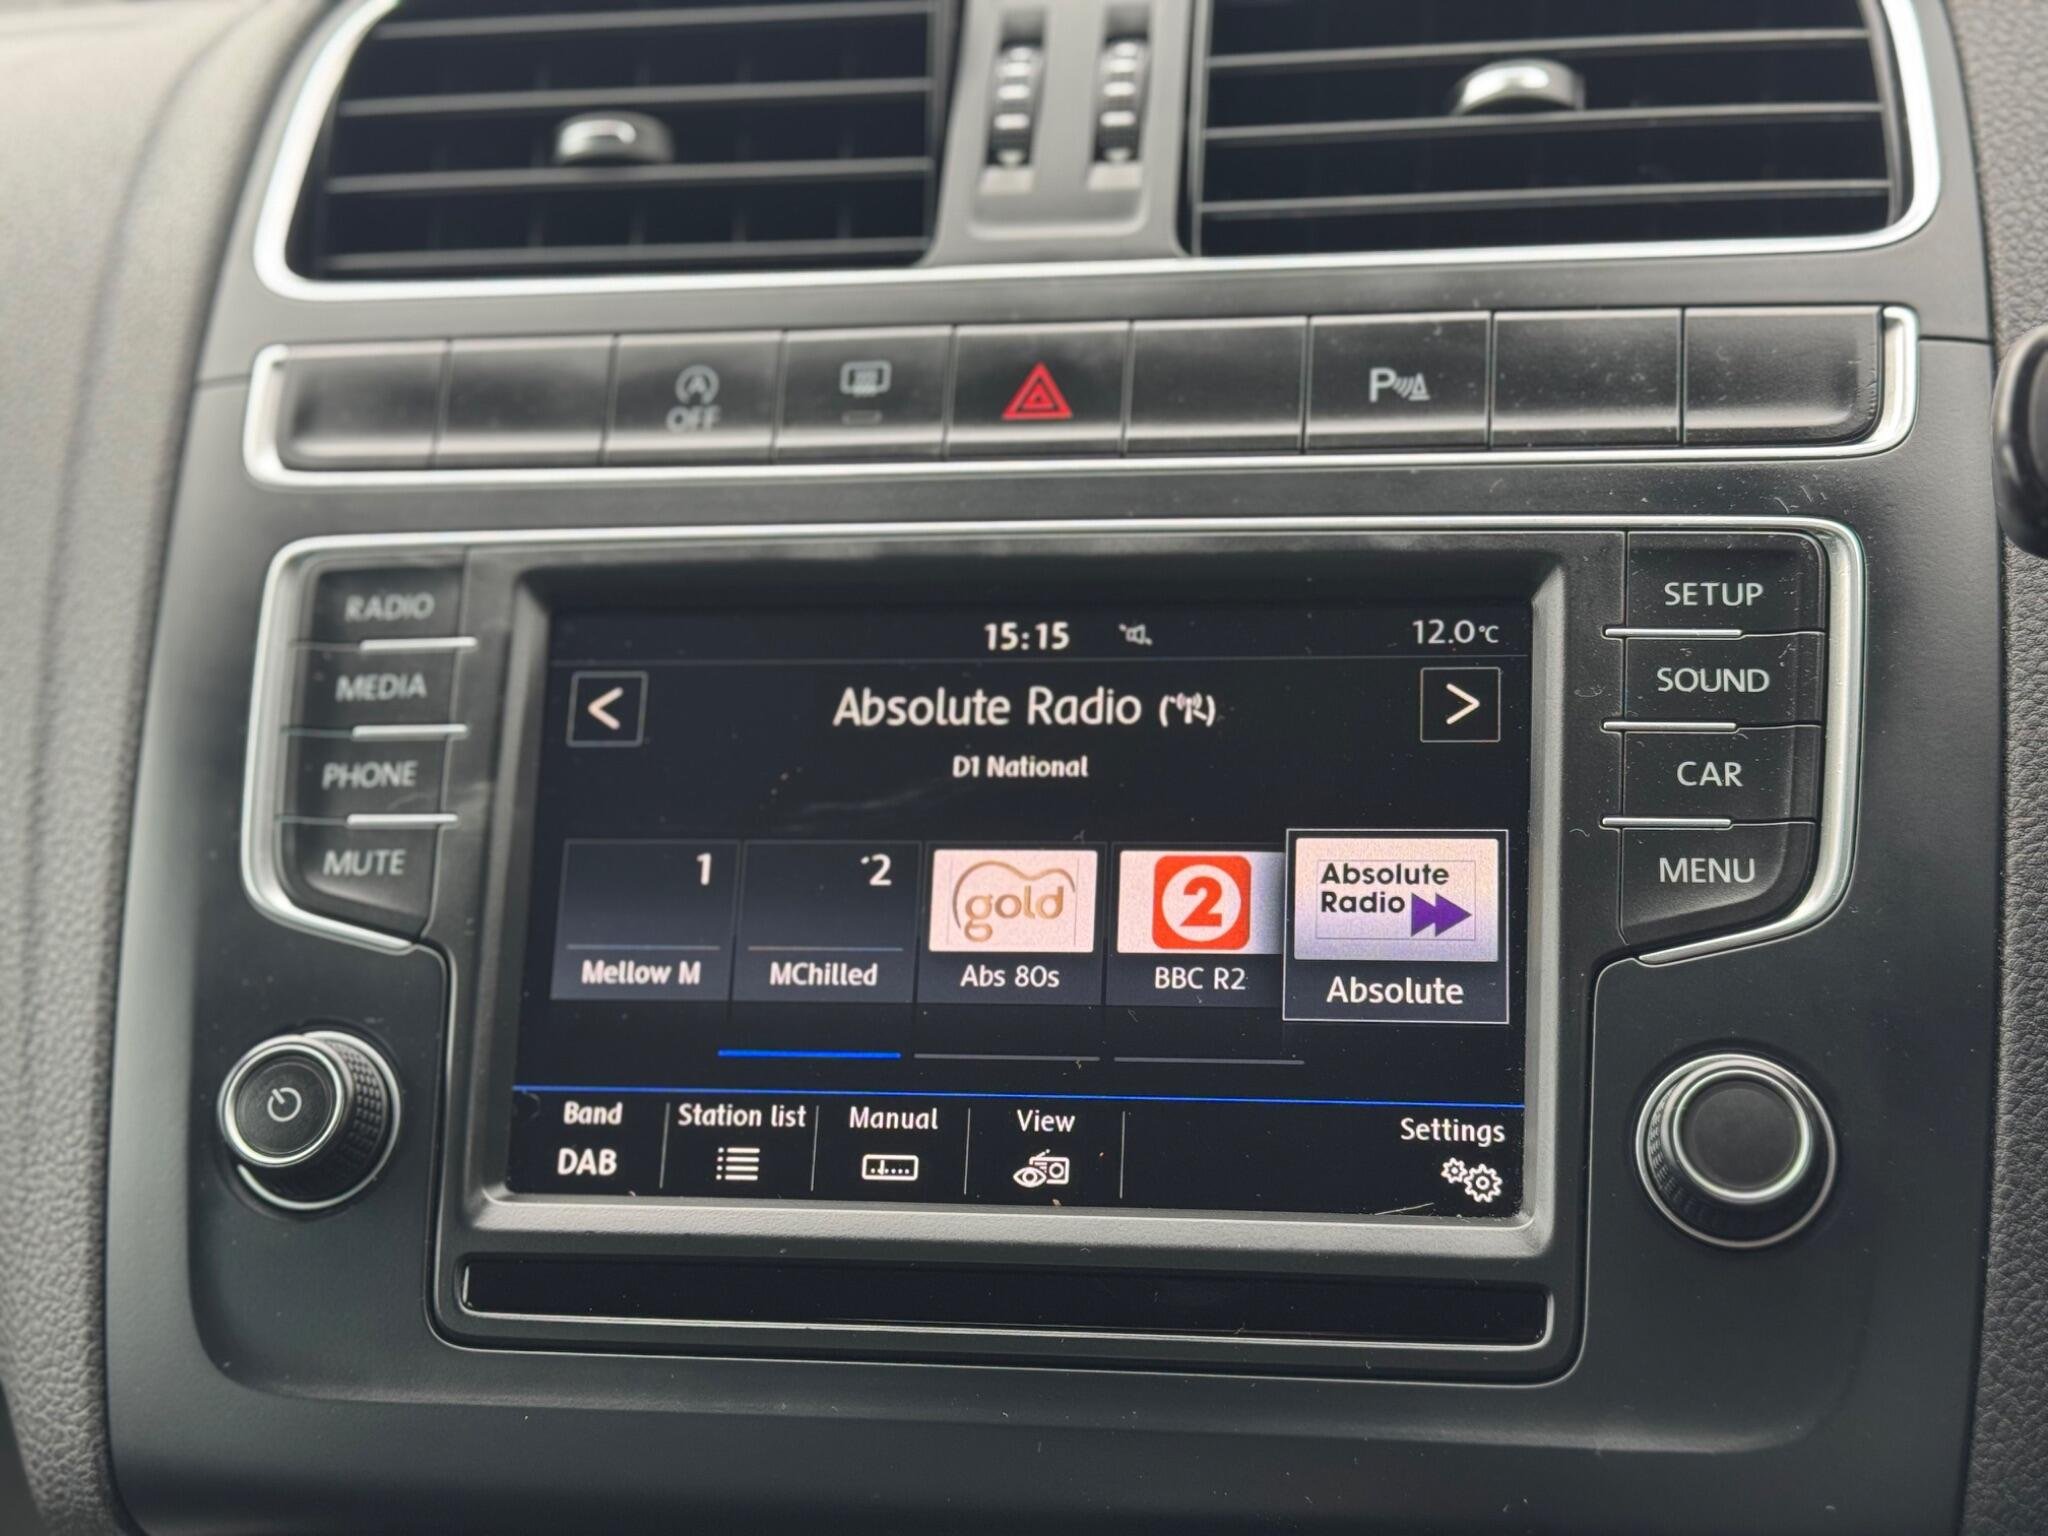 OFF
P
RADIO
MEDIA
PHONE
MUTE
SETUP
SOUND
CAR
MENU
15:15 12.0°C
< Absolute Radio >
D1 National
1
2
gold
2
Absolute
Radio
Mellow M
MChilled
Abs 80s
BBC R2
Absolute
Band
DAB
Station list
Manual
View
Settings